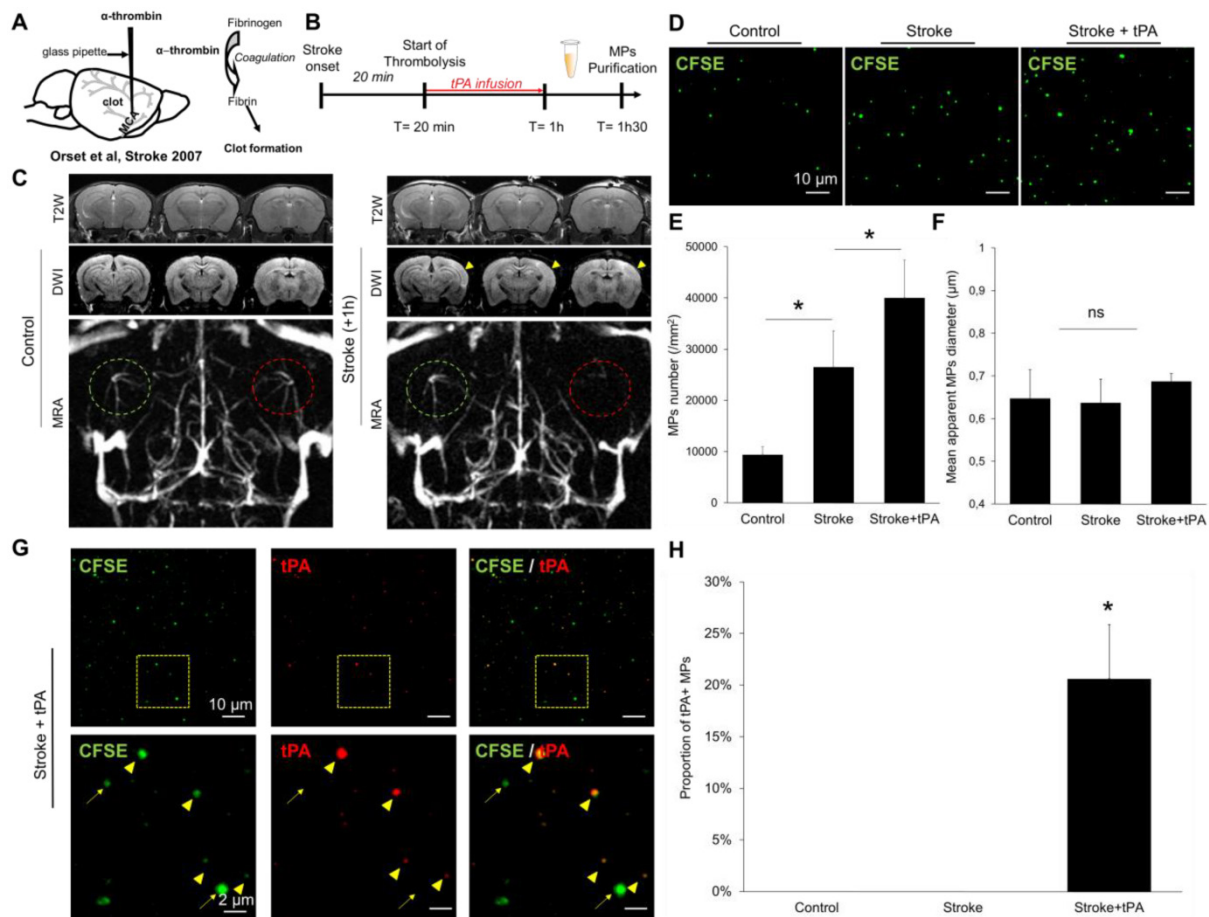 A
α-thrombin
glass pipette
clot
MCA
Orset et al, Stroke 2007
Fibrinogen
α–thrombin
Coagulation
Fibrin
Clot formation
B
Stroke
onset
20 min
Start of
Thrombolysis
tPA infusion
MPs
Purification
T= 20 min
T= 1h
T= 1h30
C
Control
T2W
DWI
MRA
Stroke (+1h)
T2W
DWI
MRA
D
Control
Stroke
Stroke + tPA
CFSE
CFSE
CFSE
10 µm
E
MPs number (/mm²)
50000
40000
30000
20000
10000
0
*
*
Control
Stroke
Stroke+tPA
F
Mean apparent MPs diameter (µm)
1
0,9
0,8
0,7
0,6
0,5
0,4
ns
Control
Stroke
Stroke+tPA
G
Stroke + tPA
CFSE
tPA
CFSE / tPA
10 µm
CFSE
tPA
CFSE / tPA
2 µm
H
Proportion of tPA+ MPs
30%
25%
20%
15%
10%
5%
0%
*
Control
Stroke
Stroke+tPA